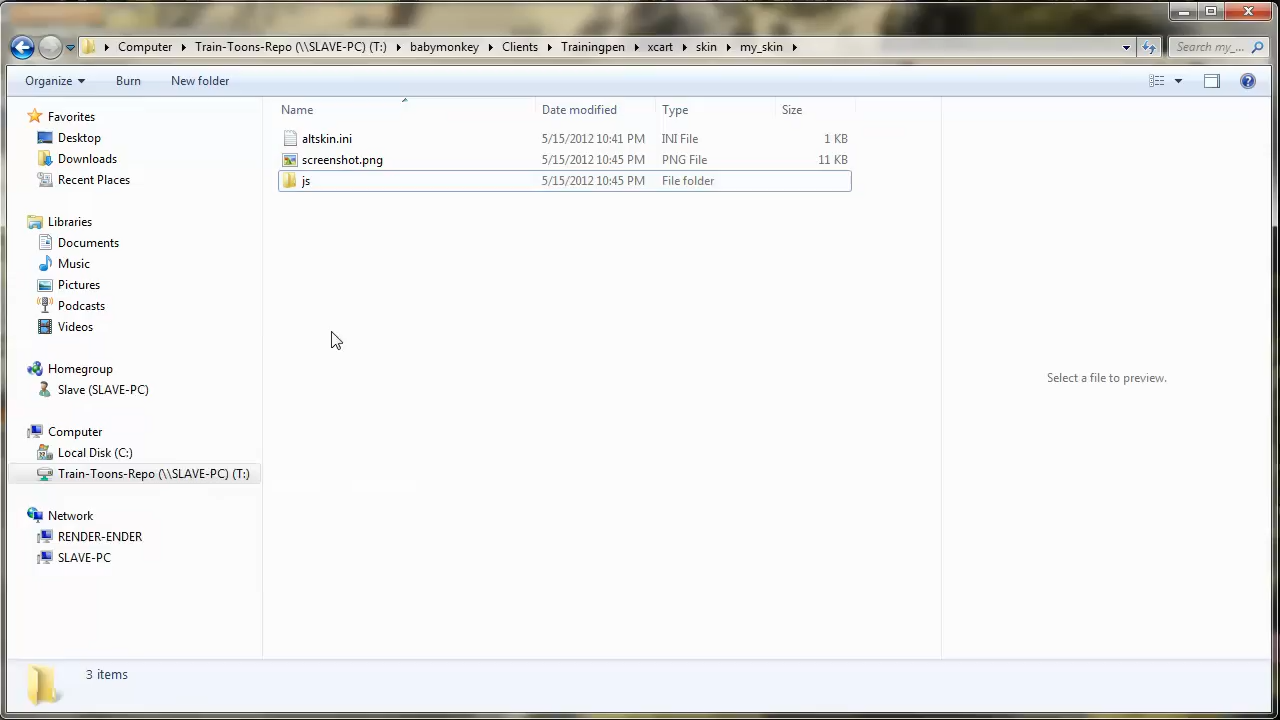 Computer Train-Toons-Repo (\\SLAVE-PC) (T:) babymonkey Clients Trainingpen xcart skin my_skin Search my_...
Organize Burn New folder
Favorites
Desktop
Downloads
Recent Places
Libraries
Documents
Music
Pictures
Podcasts
Videos
Homegroup
Slave (SLAVE-PC)
Computer
Local Disk (C:)
Train-Toons-Repo (\\SLAVE-PC) (T:)
Network
RENDER-ENDER
SLAVE-PC
Name Date modified Type Size
altskin.ini 5/15/2012 10:41 PM INI File 1 KB
screenshot.png 5/15/2012 10:45 PM PNG File 11 KB
js 5/15/2012 10:45 PM File folder
Select a file to preview.
3 items